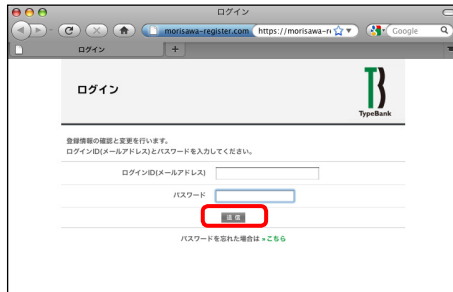 ログイン
morisawa-register.com https://morisawa-r Google
ログイン
ログイン
TypeBank
登録情報の確認と変更を行います。
ログインID(メールアドレス)とパスワードを入力してください。
ログインID(メールアドレス)
パスワード
送信
パスワードを忘れた場合は »こちら